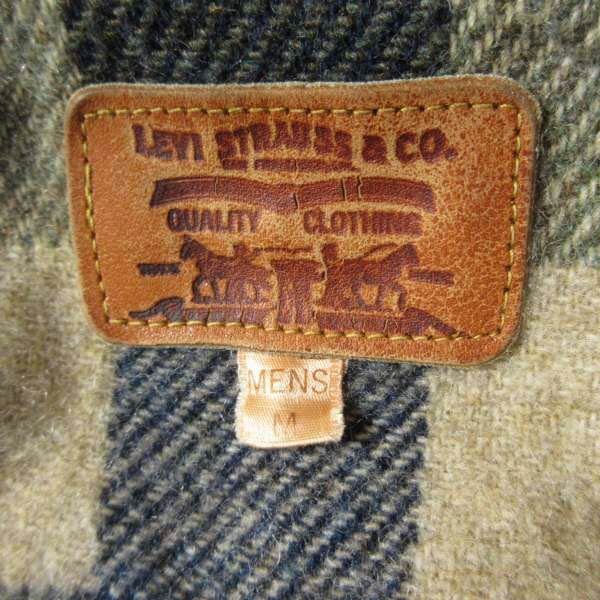 LEVI STRAUSS & CO.
QUALITY CLOTHING
MENS
M